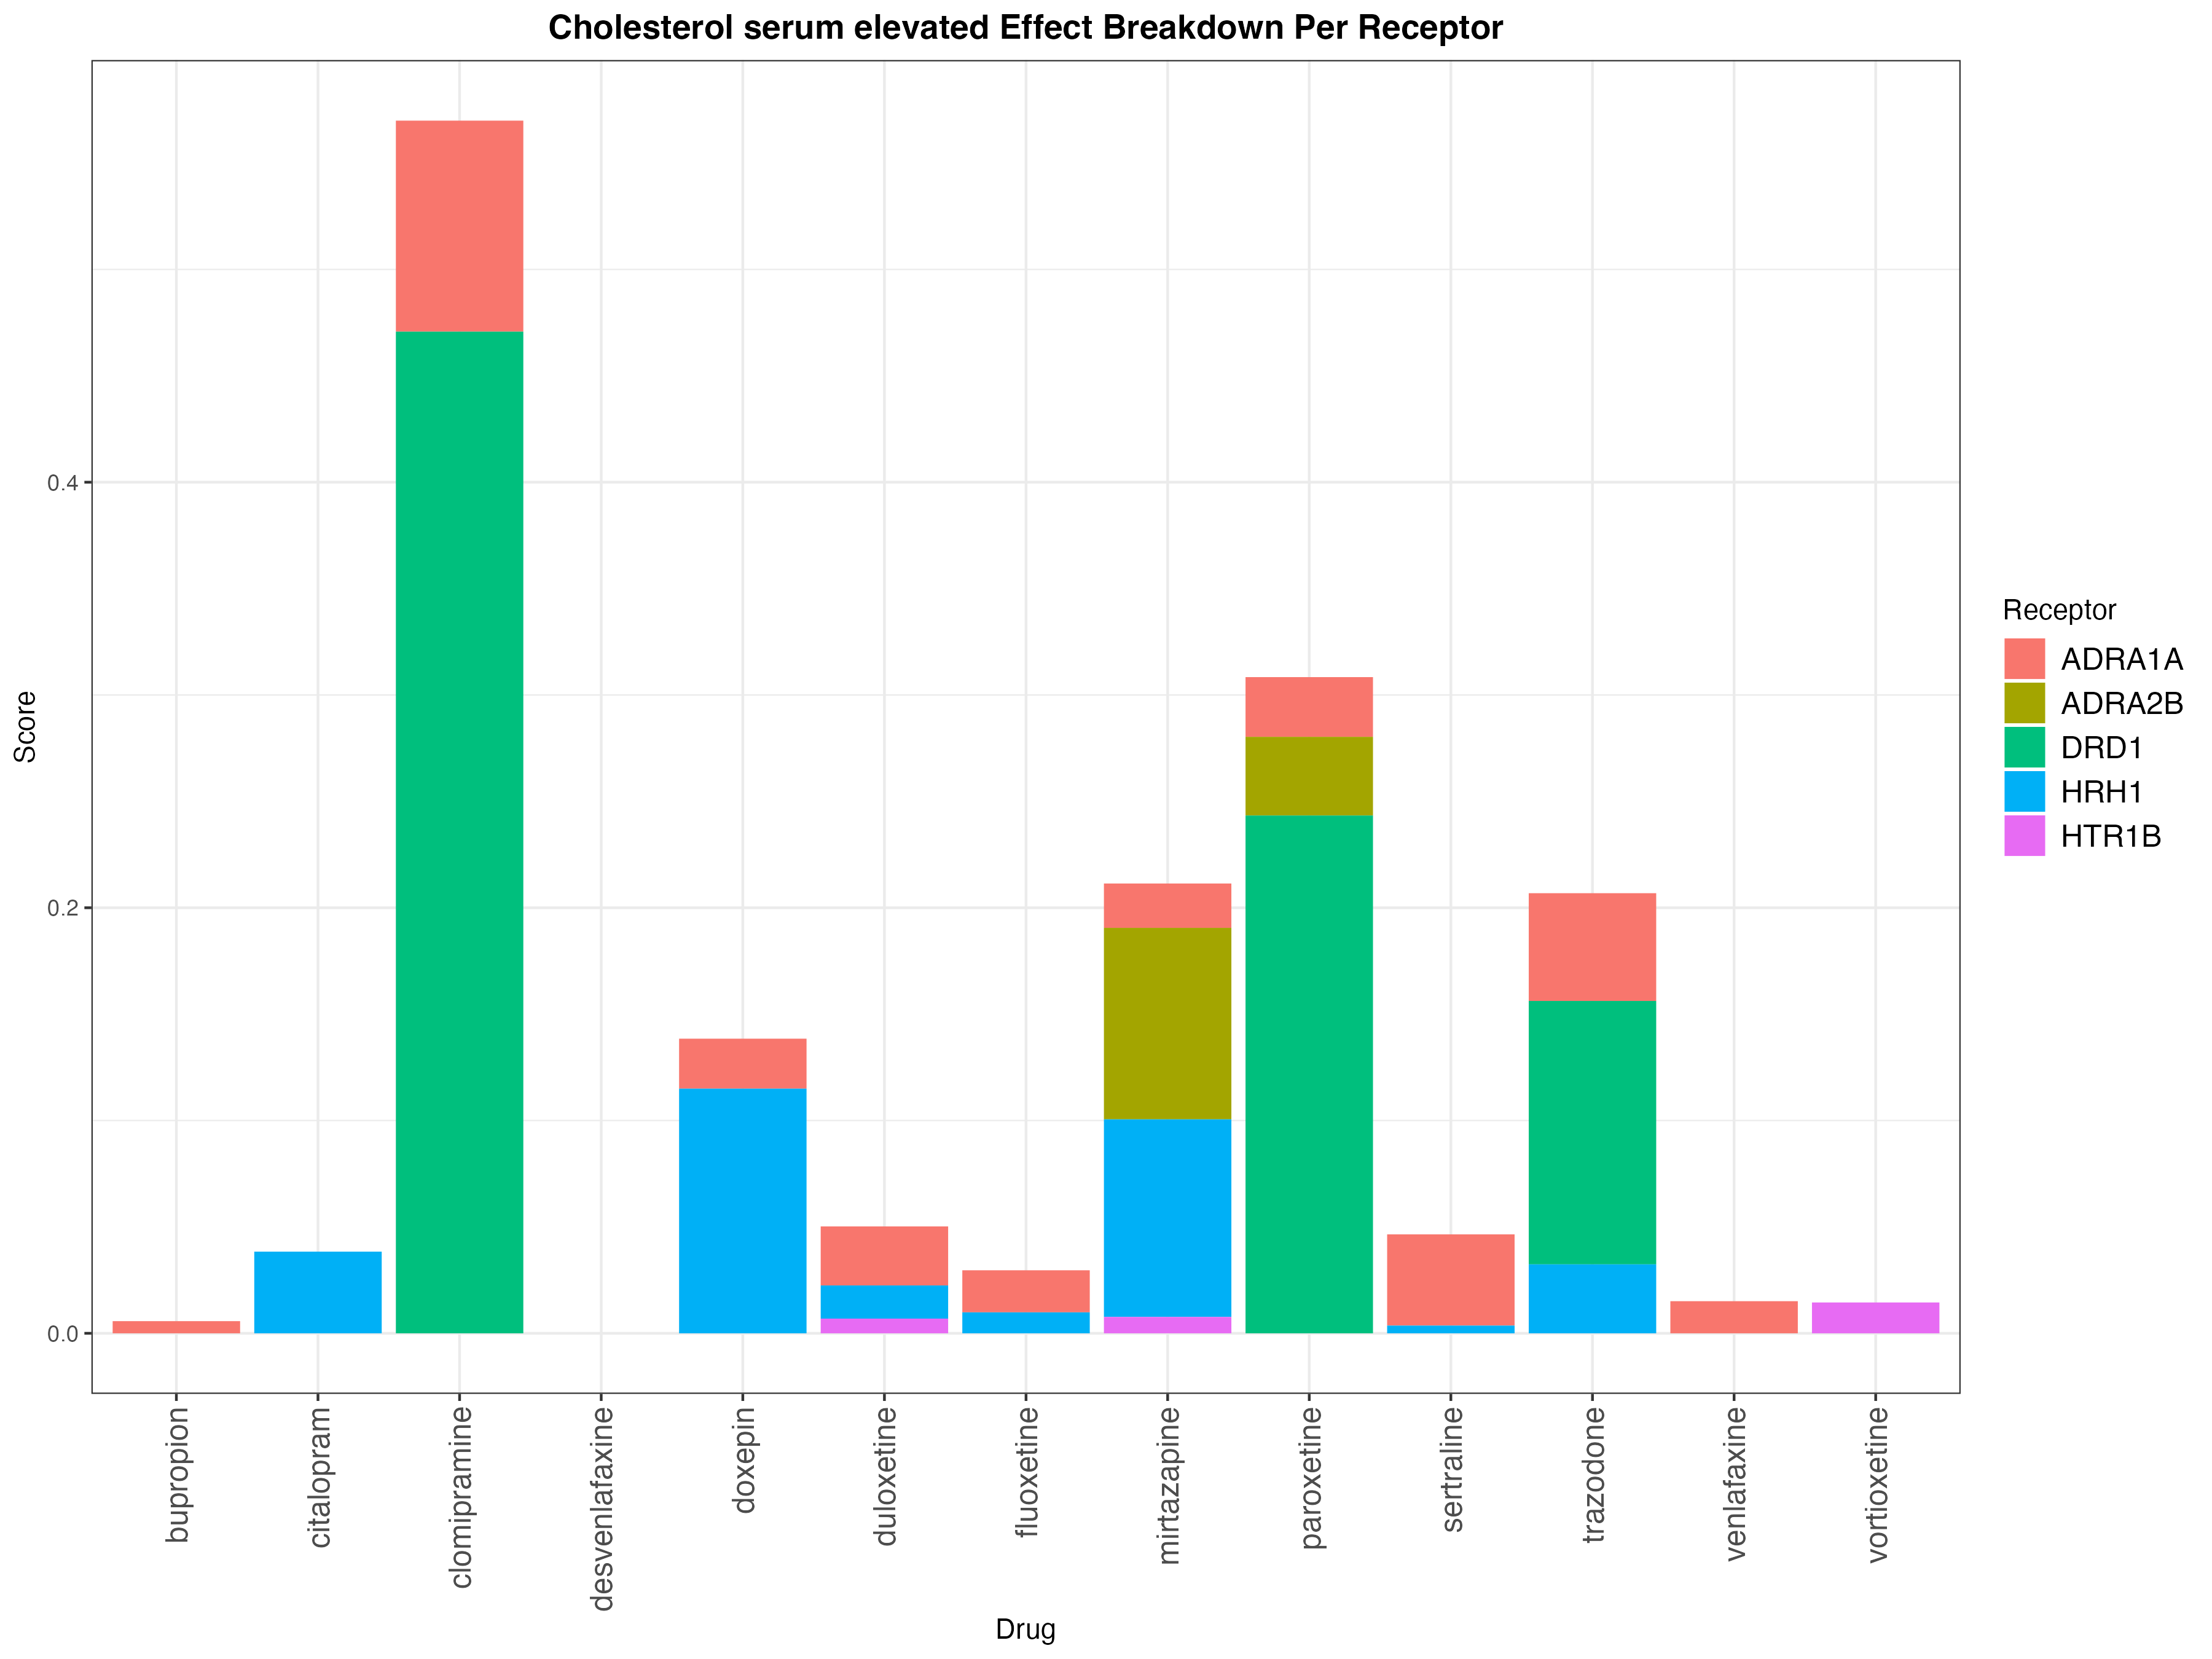 Cholesterol serum elevated Effect Breakdown Per Receptor
Score
0.4
0.2
0.0
bupropion
citalopram
clomipramine
desvenlafaxine
doxepin
duloxetine
fluoxetine
mirtazapine
paroxetine
sertraline
trazodone
venlafaxine
vortioxetine
Drug
Receptor
ADRA1A
ADRA2B
DRD1
HRH1
HTR1B